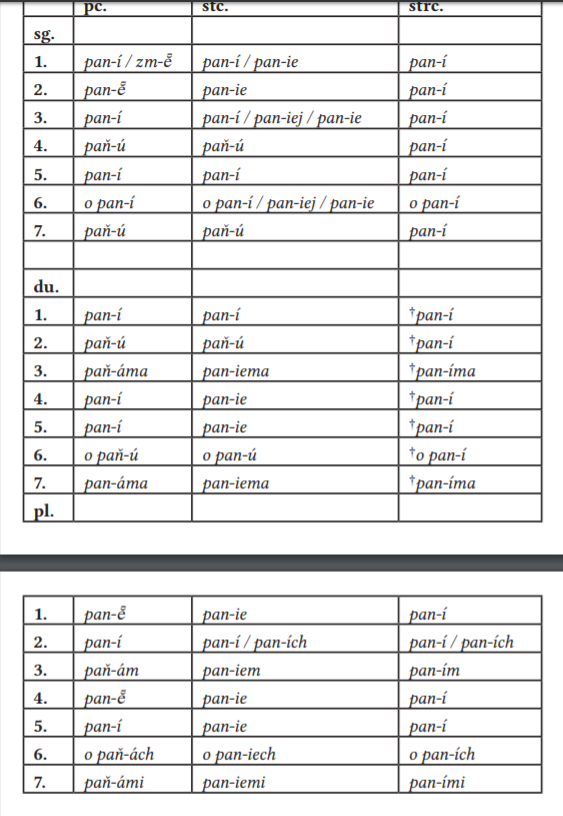 pč. stč. střč.
sg.
1. pan-í / zm-ě̄ pan-í / pan-ie pan-í
2. pan-ě̄ pan-ie pan-í
3. pan-í pan-í / pan-iej / pan-ie pan-í
4. paň-ú paň-ú pan-í
5. pan-í pan-í pan-í
6. o pan-í o pan-í / pan-iej / pan-ie o pan-í
7. paň-ú paň-ú pan-í
du.
1. pan-í pan-í †pan-í
2. paň-ú paň-ú †pan-í
3. paň-áma pan-iema †pan-íma
4. pan-í pan-ie †pan-í
5. pan-í pan-ie †pan-í
6. o paň-ú o pan-ú †o pan-í
7. pan-áma pan-iema †pan-íma
pl.
1. pan-ě̄ pan-ie pan-í
2. pan-í pan-í / pan-ích pan-í / pan-ích
3. paň-ám pan-iem pan-ím
4. pan-ě̄ pan-ie pan-í
5. pan-í pan-ie pan-í
6. o paň-ách o pan-iech o pan-ích
7. paň-ámi pan-iemi pan-ími